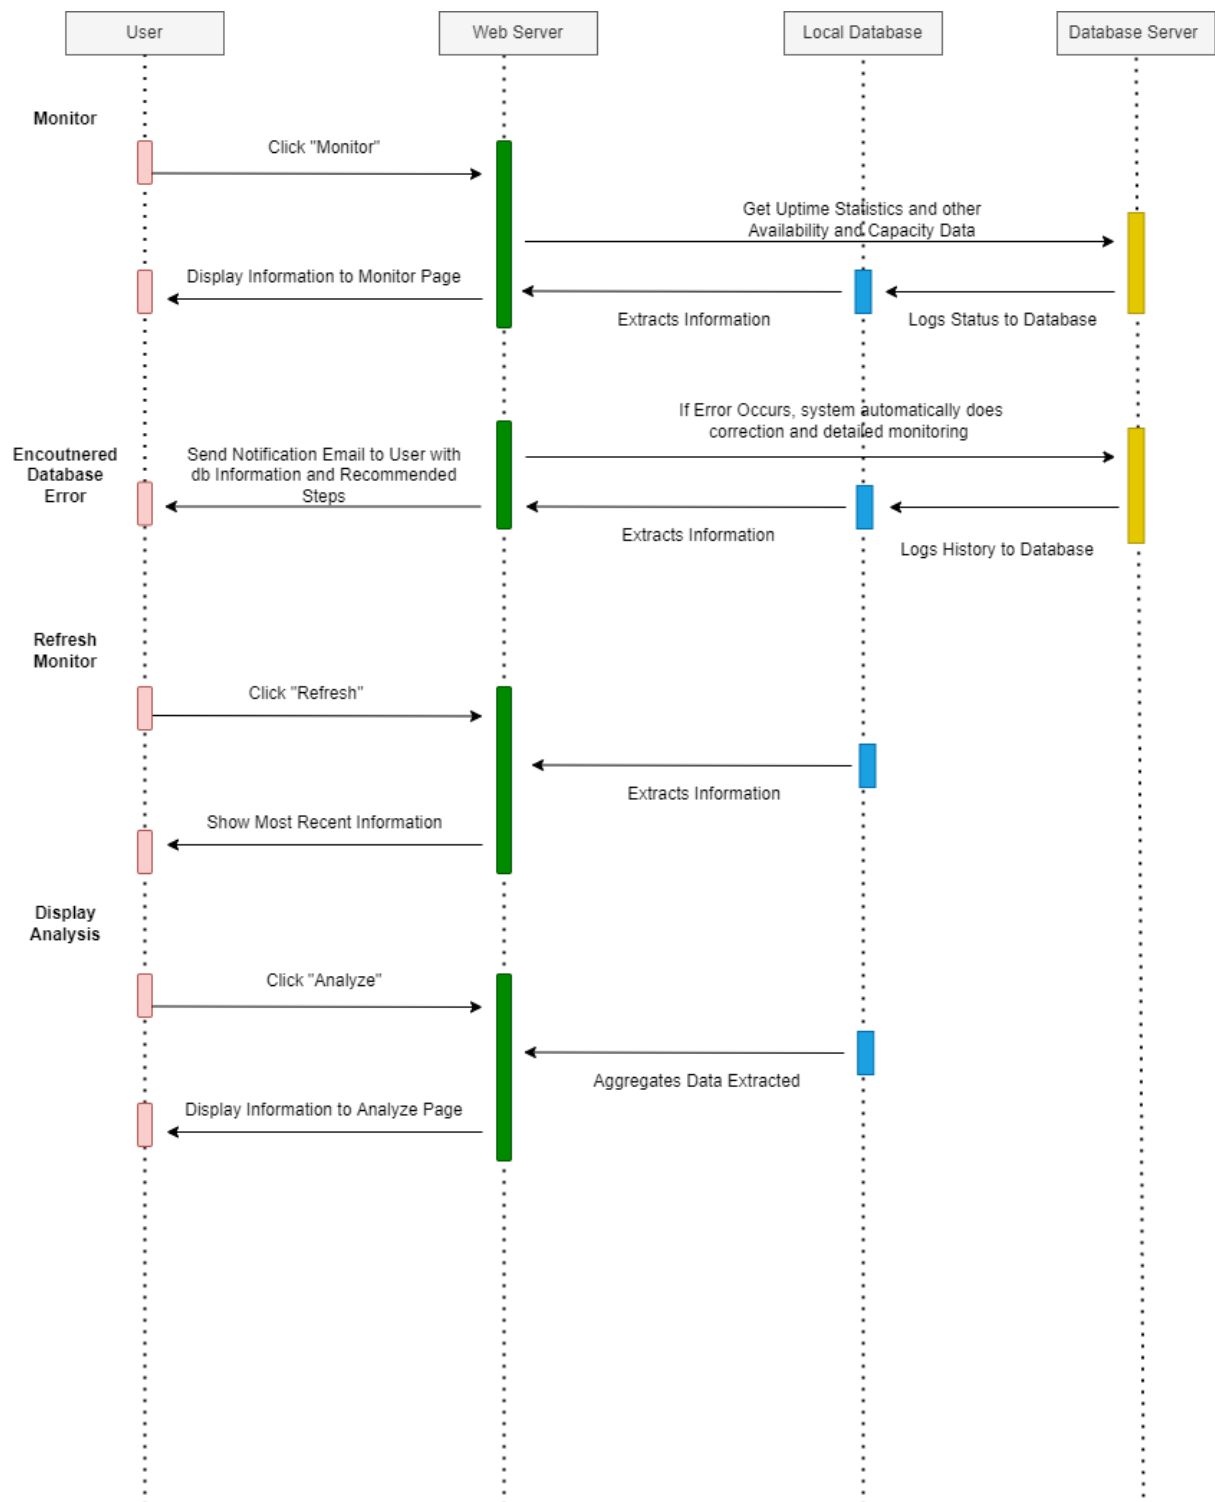 User
Web Server
Local Database
Database Server
Monitor
Click "Monitor"
Get Uptime Statistics and other
Availability and Capacity Data
Display Information to Monitor Page
Extracts Information
Logs Status to Database
If Error Occurs, system automatically does
correction and detailed monitoring
Encoutnered
Database
Error
Send Notification Email to User with
db Information and Recommended
Steps
Extracts Information
Logs History to Database
Refresh
Monitor
Click "Refresh"
Extracts Information
Show Most Recent Information
Display
Analysis
Click "Analyze"
Aggregates Data Extracted
Display Information to Analyze Page